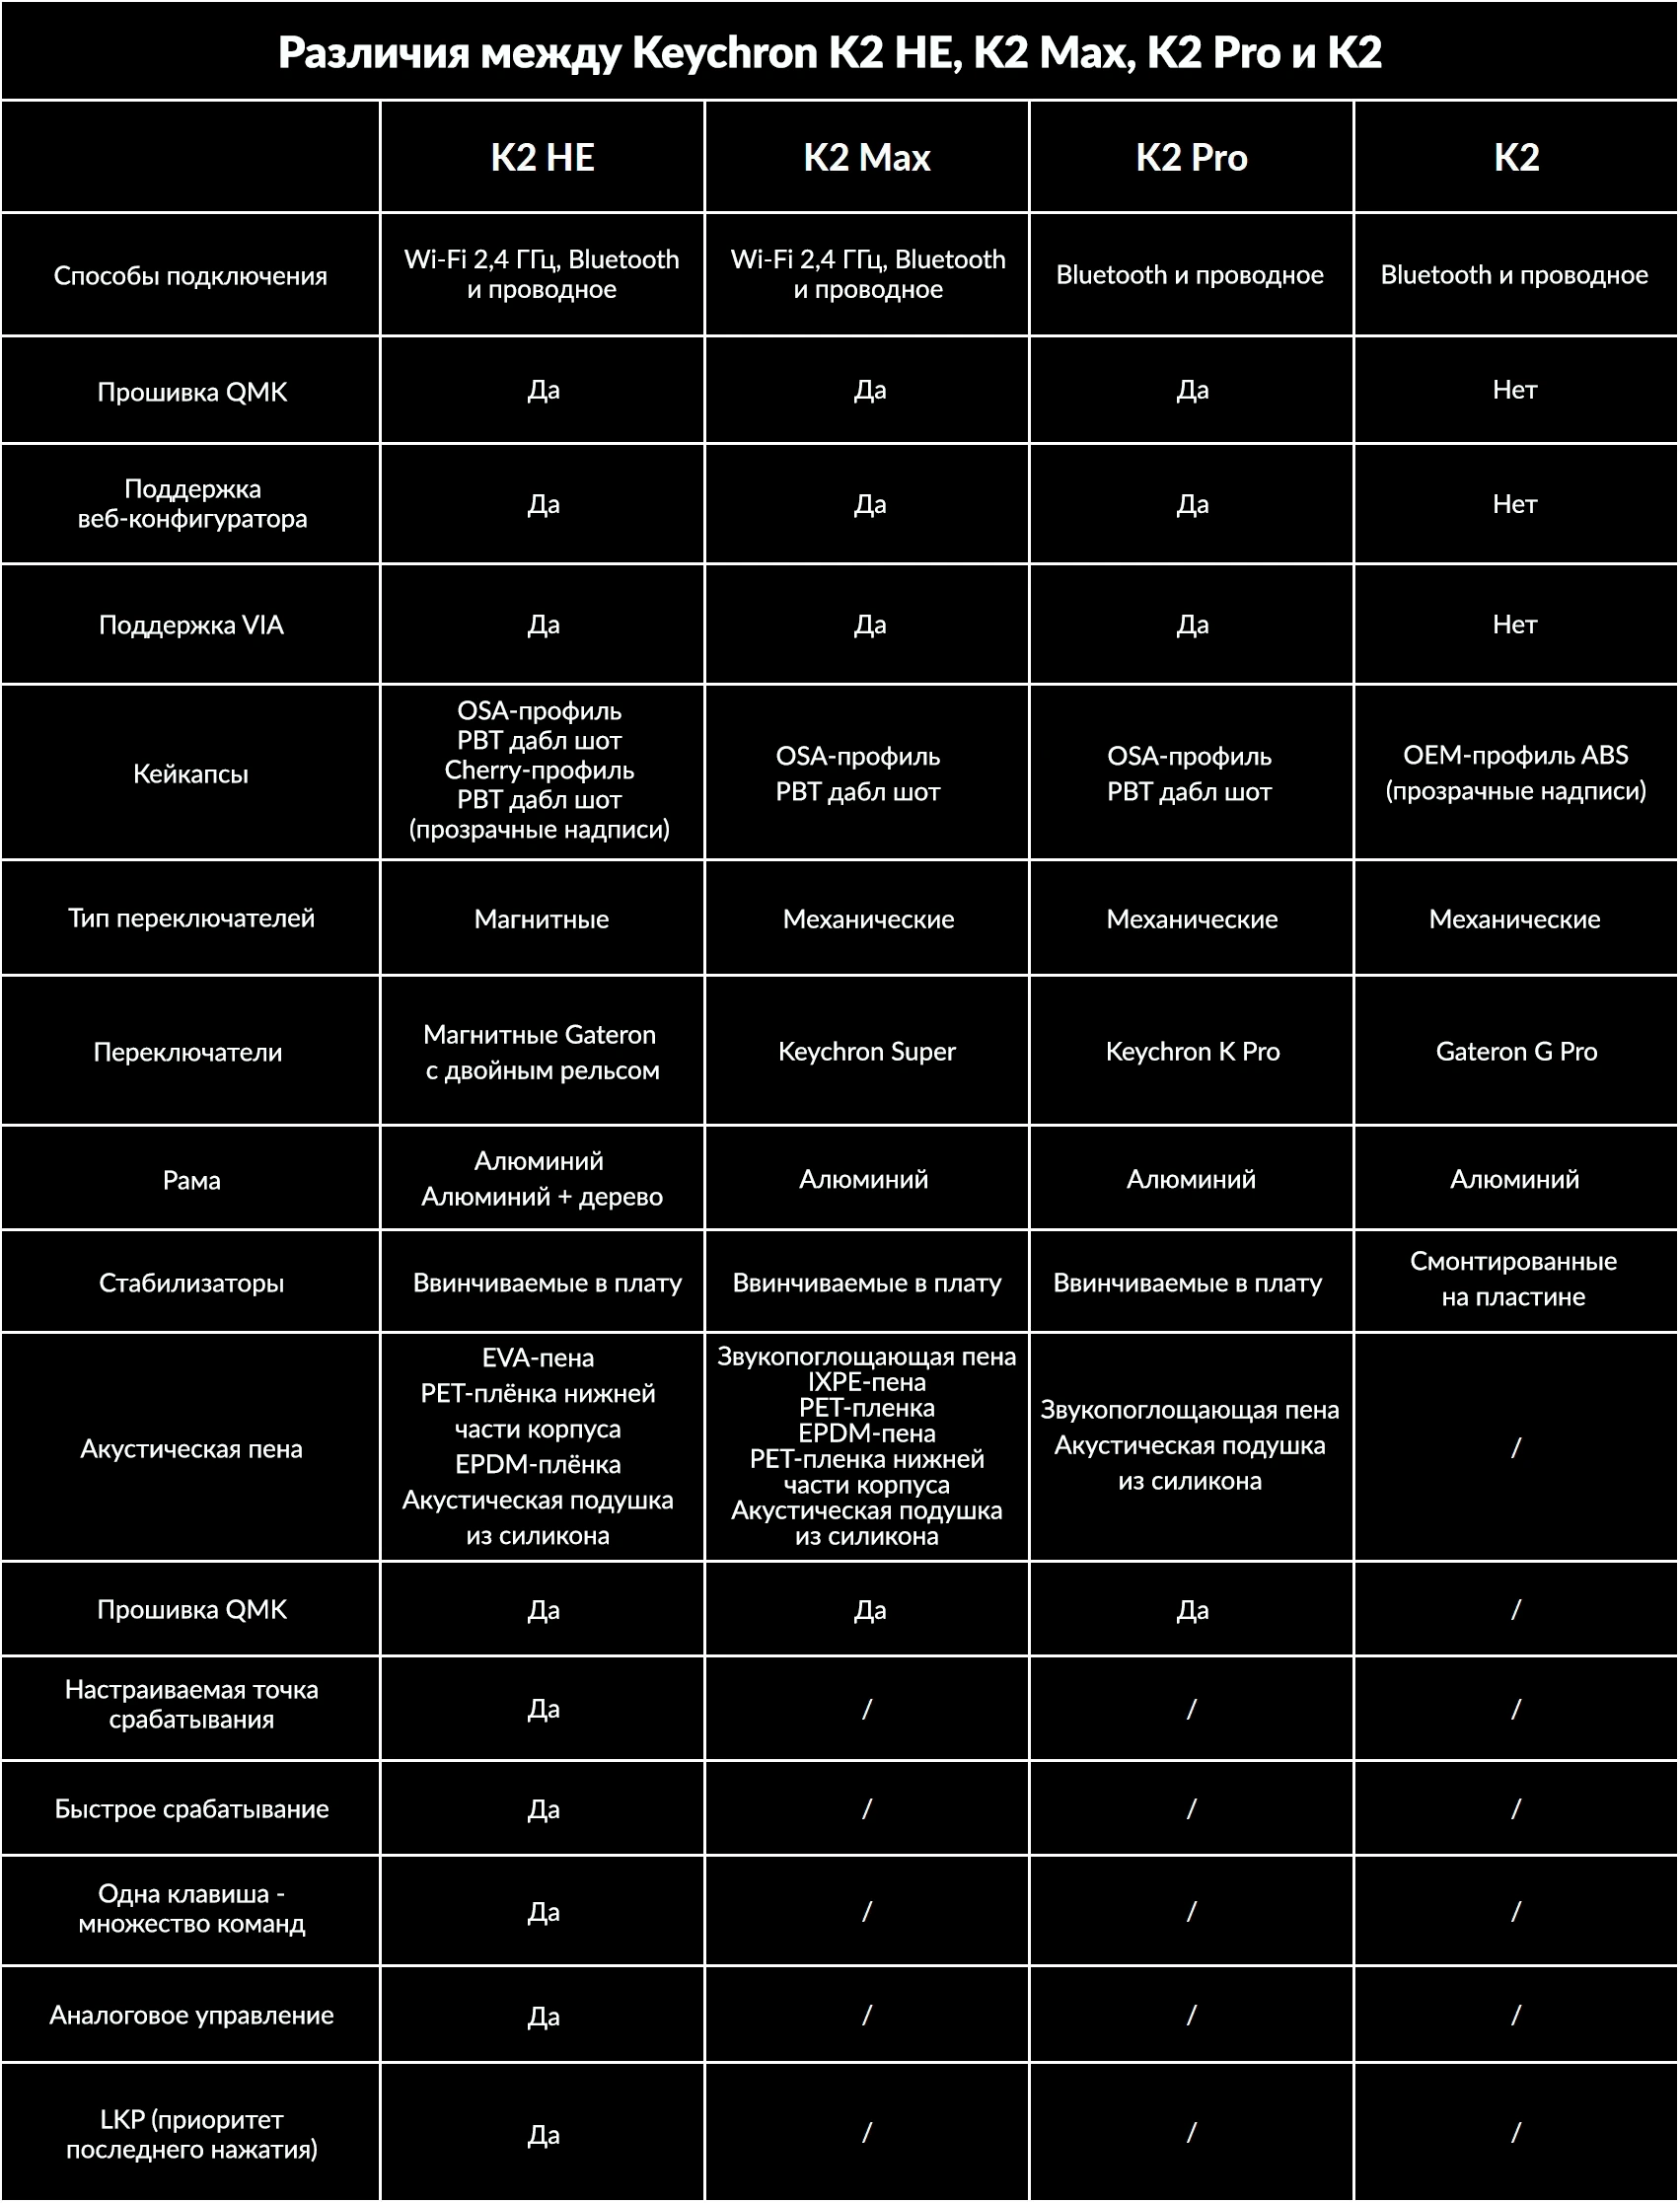 Различия между Keychron K2 HE, K2 Max, K2 Pro и K2
K2 HE
K2 Max
K2 Pro
K2
Способы подключения
Wi-Fi 2,4 ГГц, Bluetooth
и проводное
Wi-Fi 2,4 ГГц, Bluetooth
и проводное
Bluetooth и проводное
Bluetooth и проводное
Прошивка QMK
Да
Да
Да
Нет
Поддержка
веб-конфигуратора
Да
Да
Да
Нет
Поддержка VIA
Да
Да
Да
Нет
Кейкапсы
OSA-профиль
PBT дабл шот
Cherry-профиль
PBT дабл шот
(прозрачные надписи)
OSA-профиль
PBT дабл шот
OSA-профиль
PBT дабл шот
OEM-профиль ABS
(прозрачные надписи)
Тип переключателей
Магнитные
Механические
Механические
Механические
Переключатели
Магнитные Gateron
с двойным рельсом
Keychron Super
Keychron K Pro
Gateron G Pro
Рама
Алюминий
Алюминий + дерево
Алюминий
Алюминий
Алюминий
Стабилизаторы
Ввинчиваемые в плату
Ввинчиваемые в плату
Ввинчиваемые в плату
Смонтированные
на пластине
Акустическая пена
EVA-пена
PET-плёнка нижней
части корпуса
EPDM-плёнка
Акустическая подушка
из силикона
Звукопоглощающая пена
IXPE-пена
PET-пленка
EPDM-пена
PET-пленка нижней
части корпуса
Акустическая подушка
из силикона
Звукопоглощающая пена
Акустическая подушка
из силикона
/
Прошивка QMK
Да
Да
Да
/
Настраиваемая точка
срабатывания
Да
/
/
/
Быстрое срабатывание
Да
/
/
/
Одна клавиша -
множество команд
Да
/
/
/
Аналоговое управление
Да
/
/
/
LKP (приоритет
последнего нажатия)
Да
/
/
/